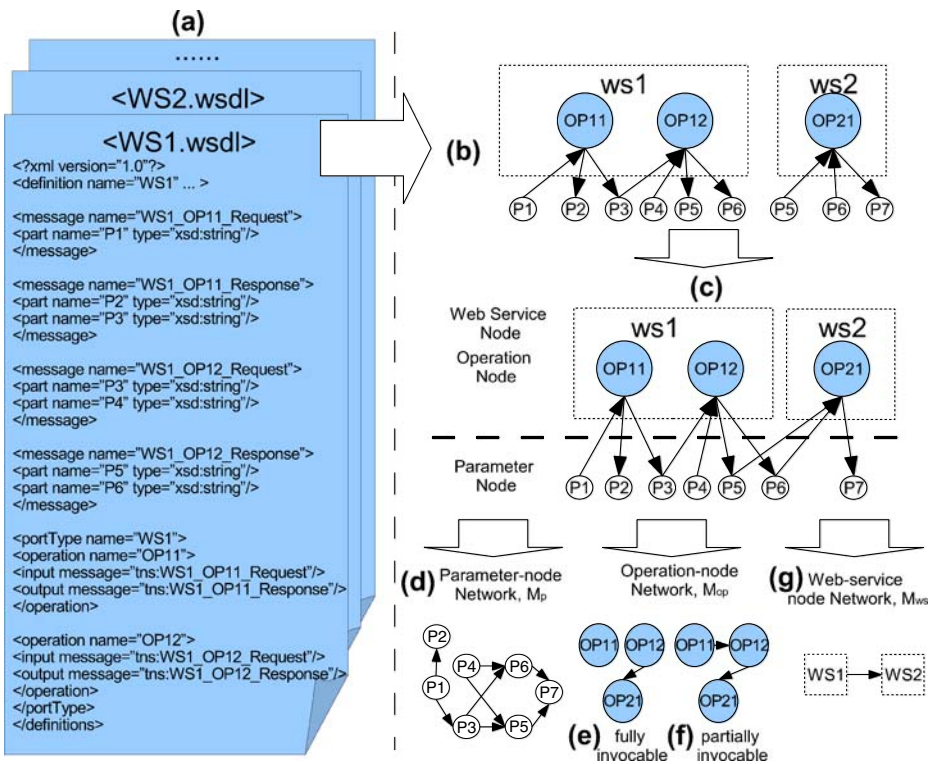 (a)
......
<WS2.wsdl>
<WS1.wsdl>
<?xml version="1.0"?>
<definition name="WS1" ... >
<message name="WS1_OP11_Request">
<part name="P1" type="xsd:string"/>
</message>
<message name="WS1_OP11_Response">
<part name="P2" type="xsd:string"/>
<part name="P3" type="xsd:string"/>
</message>
<message name="WS1_OP12_Request">
<part name="P3" type="xsd:string"/>
<part name="P4" type="xsd:string"/>
</message>
<message name="WS1_OP12_Response">
<part name="P5" type="xsd:string"/>
<part name="P6" type="xsd:string"/>
</message>
<portType name="WS1">
<operation name="OP11">
<input message="tns:WS1_OP11_Request"/>
<output message="tns:WS1_OP11_Response"/>
</operation>
<operation name="OP12">
<input message="tns:WS1_OP12_Request"/>
<output message="tns:WS1_OP12_Response"/>
</operation>
</portType>
</definitions>
(b)
ws1 ws2
OP11 OP12 OP21
P1 P2 P3 P4 P5 P6 P5 P6 P7
(c)
Web Service
Node
Operation
Node
ws1 ws2
OP11 OP12 OP21
Parameter
Node
P1 P2 P3 P4 P5 P6 P7
(d)
Parameter-node
Network, Mp
P2
P4 P6
P1 P7
P3 P5
Operation-node
Network, Mop
OP11 OP12 OP11 OP12
OP21 OP21
(e) fully
invocable
(f) partially
invocable
(g)
Web-service
node Network, Mws
WS1 WS2